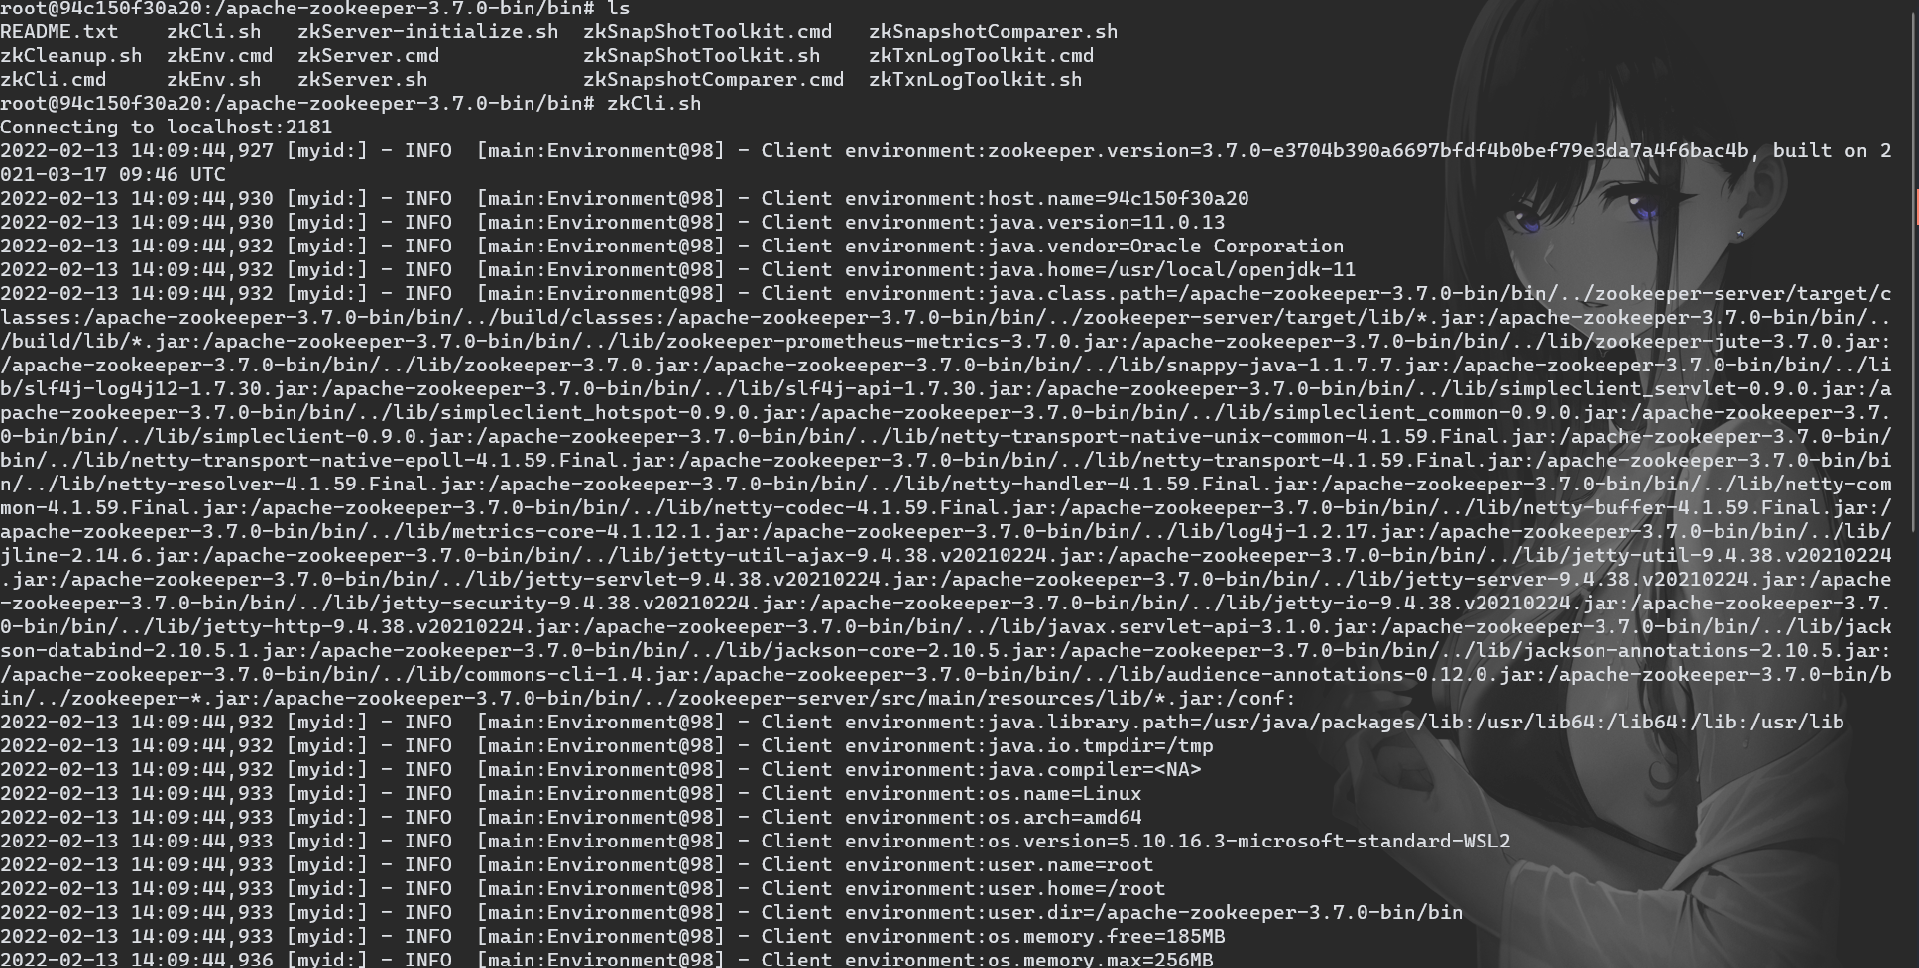 root@94c150f30a20:/apache-zookeeper-3.7.0-bin/bin# ls
README.txt    zkCli.sh   zkServer-initialize.sh  zkSnapShotToolkit.cmd   zkSnapshotComparer.sh
zkCleanup.sh  zkEnv.cmd  zkServer.cmd            zkSnapShotToolkit.sh    zkTxnLogToolkit.cmd
zkCli.cmd     zkEnv.sh   zkServer.sh             zkSnapshotComparer.cmd  zkTxnLogToolkit.sh
root@94c150f30a20:/apache-zookeeper-3.7.0-bin/bin# zkCli.sh
Connecting to localhost:2181
2022-02-13 14:09:44,927 [myid:] - INFO  [main:Environment@98] - Client environment:zookeeper.version=3.7.0-e3704b390a6697bfdf4b0bef79e3da7a4f6bac4b, built on 2
021-03-17 09:46 UTC
2022-02-13 14:09:44,930 [myid:] - INFO  [main:Environment@98] - Client environment:host.name=94c150f30a20
2022-02-13 14:09:44,930 [myid:] - INFO  [main:Environment@98] - Client environment:java.version=11.0.13
2022-02-13 14:09:44,932 [myid:] - INFO  [main:Environment@98] - Client environment:java.vendor=Oracle Corporation
2022-02-13 14:09:44,932 [myid:] - INFO  [main:Environment@98] - Client environment:java.home=/usr/local/openjdk-11
2022-02-13 14:09:44,932 [myid:] - INFO  [main:Environment@98] - Client environment:java.class.path=/apache-zookeeper-3.7.0-bin/bin/../zookeeper-server/target/c
lasses:/apache-zookeeper-3.7.0-bin/bin/../build/classes:/apache-zookeeper-3.7.0-bin/bin/../zookeeper-server/target/lib/*.jar:/apache-zookeeper-3.7.0-bin/bin/..
/build/lib/*.jar:/apache-zookeeper-3.7.0-bin/bin/../lib/zookeeper-prometheus-metrics-3.7.0.jar:/apache-zookeeper-3.7.0-bin/bin/../lib/zookeeper-jute-3.7.0.jar:
/apache-zookeeper-3.7.0-bin/bin/../lib/zookeeper-3.7.0.jar:/apache-zookeeper-3.7.0-bin/bin/../lib/snappy-java-1.1.7.7.jar:/apache-zookeeper-3.7.0-bin/bin/../li
b/slf4j-log4j12-1.7.30.jar:/apache-zookeeper-3.7.0-bin/bin/../lib/slf4j-api-1.7.30.jar:/apache-zookeeper-3.7.0-bin/bin/../lib/simpleclient_servlet-0.9.0.jar:/a
pache-zookeeper-3.7.0-bin/bin/../lib/simpleclient_hotspot-0.9.0.jar:/apache-zookeeper-3.7.0-bin/bin/../lib/simpleclient_common-0.9.0.jar:/apache-zookeeper-3.7.
0-bin/bin/../lib/simpleclient-0.9.0.jar:/apache-zookeeper-3.7.0-bin/bin/../lib/netty-transport-native-unix-common-4.1.59.Final.jar:/apache-zookeeper-3.7.0-bin/
bin/../lib/netty-transport-native-epoll-4.1.59.Final.jar:/apache-zookeeper-3.7.0-bin/bin/../lib/netty-transport-4.1.59.Final.jar:/apache-zookeeper-3.7.0-bin/bi
n/../lib/netty-resolver-4.1.59.Final.jar:/apache-zookeeper-3.7.0-bin/bin/../lib/netty-handler-4.1.59.Final.jar:/apache-zookeeper-3.7.0-bin/bin/../lib/netty-com
mon-4.1.59.Final.jar:/apache-zookeeper-3.7.0-bin/bin/../lib/netty-codec-4.1.59.Final.jar:/apache-zookeeper-3.7.0-bin/bin/../lib/netty-buffer-4.1.59.Final.jar:/
apache-zookeeper-3.7.0-bin/bin/../lib/metrics-core-4.1.12.1.jar:/apache-zookeeper-3.7.0-bin/bin/../lib/log4j-1.2.17.jar:/apache-zookeeper-3.7.0-bin/bin/../lib/
jline-2.14.6.jar:/apache-zookeeper-3.7.0-bin/bin/../lib/jetty-util-ajax-9.4.38.v20210224.jar:/apache-zookeeper-3.7.0-bin/bin/../lib/jetty-util-9.4.38.v20210224
.jar:/apache-zookeeper-3.7.0-bin/bin/../lib/jetty-servlet-9.4.38.v20210224.jar:/apache-zookeeper-3.7.0-bin/bin/../lib/jetty-server-9.4.38.v20210224.jar:/apache
-zookeeper-3.7.0-bin/bin/../lib/jetty-security-9.4.38.v20210224.jar:/apache-zookeeper-3.7.0-bin/bin/../lib/jetty-io-9.4.38.v20210224.jar:/apache-zookeeper-3.7.
0-bin/bin/../lib/jetty-http-9.4.38.v20210224.jar:/apache-zookeeper-3.7.0-bin/bin/../lib/javax.servlet-api-3.1.0.jar:/apache-zookeeper-3.7.0-bin/bin/../lib/jack
son-databind-2.10.5.1.jar:/apache-zookeeper-3.7.0-bin/bin/../lib/jackson-core-2.10.5.jar:/apache-zookeeper-3.7.0-bin/bin/../lib/jackson-annotations-2.10.5.jar:
/apache-zookeeper-3.7.0-bin/bin/../lib/commons-cli-1.4.jar:/apache-zookeeper-3.7.0-bin/bin/../lib/audience-annotations-0.12.0.jar:/apache-zookeeper-3.7.0-bin/b
in/../zookeeper-*.jar:/apache-zookeeper-3.7.0-bin/bin/../zookeeper-server/src/main/resources/lib/*.jar:/conf:
2022-02-13 14:09:44,932 [myid:] - INFO  [main:Environment@98] - Client environment:java.library.path=/usr/java/packages/lib:/usr/lib64:/lib64:/lib:/usr/lib
2022-02-13 14:09:44,932 [myid:] - INFO  [main:Environment@98] - Client environment:java.io.tmpdir=/tmp
2022-02-13 14:09:44,932 [myid:] - INFO  [main:Environment@98] - Client environment:java.compiler=<NA>
2022-02-13 14:09:44,933 [myid:] - INFO  [main:Environment@98] - Client environment:os.name=Linux
2022-02-13 14:09:44,933 [myid:] - INFO  [main:Environment@98] - Client environment:os.arch=amd64
2022-02-13 14:09:44,933 [myid:] - INFO  [main:Environment@98] - Client environment:os.version=5.10.16.3-microsoft-standard-WSL2
2022-02-13 14:09:44,933 [myid:] - INFO  [main:Environment@98] - Client environment:user.name=root
2022-02-13 14:09:44,933 [myid:] - INFO  [main:Environment@98] - Client environment:user.home=/root
2022-02-13 14:09:44,933 [myid:] - INFO  [main:Environment@98] - Client environment:user.dir=/apache-zookeeper-3.7.0-bin/bin
2022-02-13 14:09:44,933 [myid:] - INFO  [main:Environment@98] - Client environment:os.memory.free=185MB
2022-02-13 14:09:44,936 [myid:] - INFO  [main:Environment@98] - Client environment:os.memory.max=256MB